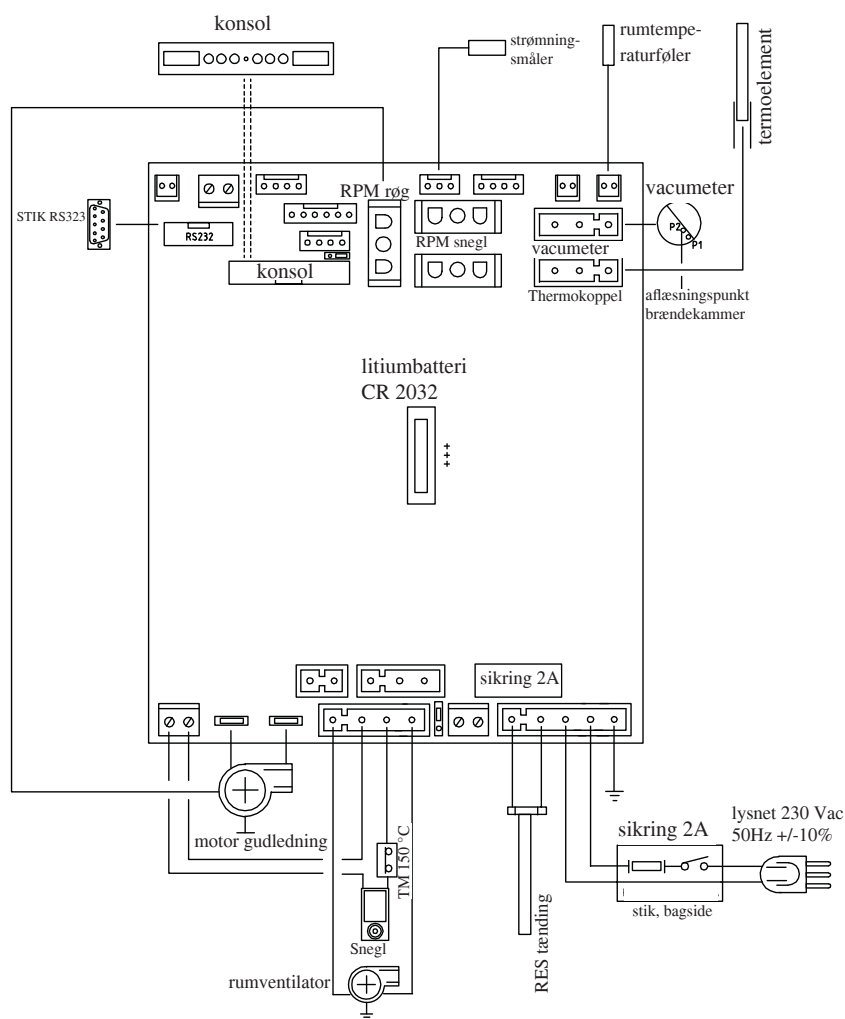 konsol
strømning-
småler
rumtempe-
raturføler
termoelement
RPM røg
vacumeter
STIK RS323
RS232
RPM snegl
P2
P1
vacumeter
konsol
Thermokoppel
aflæsningspunkt
brændekammer
litiumbatteri
CR 2032
+++
sikring 2A
motor gudledning
TM 150 °C
sikring 2A
lysnet 230 Vac
50Hz +/-10%
stik, bagside
Snegl
RES tænding
rumventilator